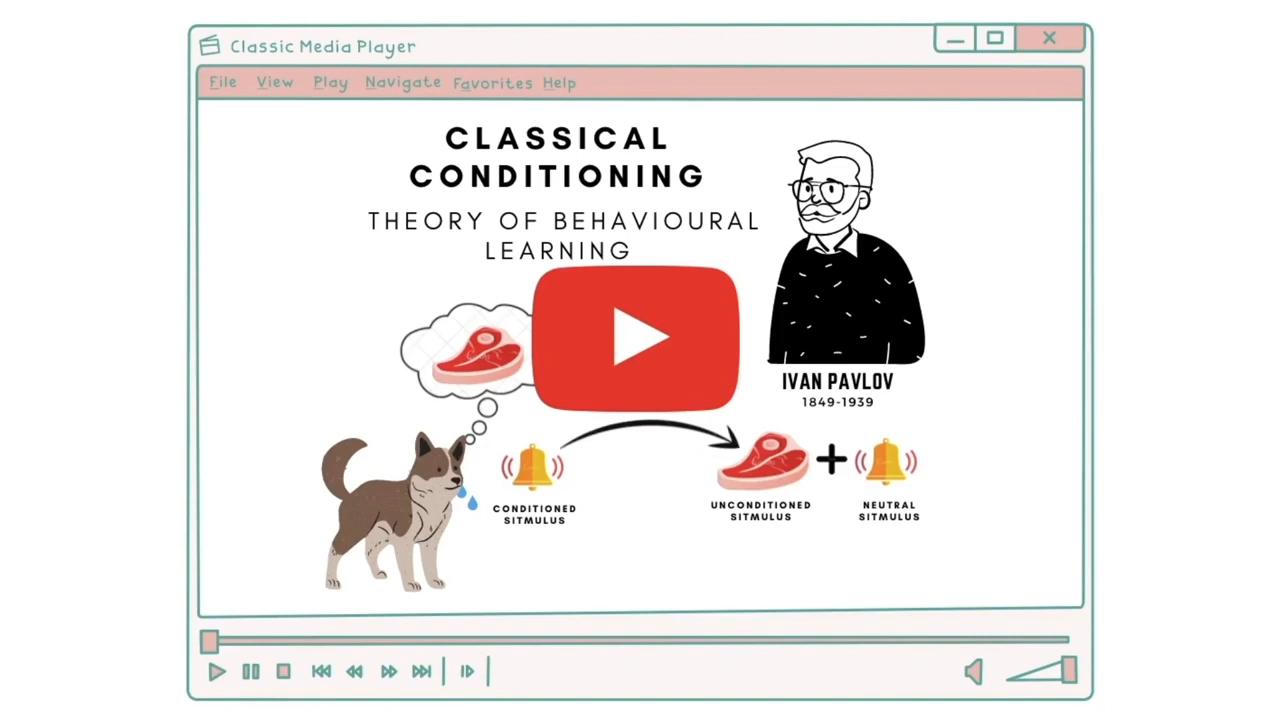 Classic Media Player
File View Play Navigate Favorites Help
CLASSICAL
CONDITIONING
THEORY OF BEHAVIOURAL
LEARNING
IVAN PAVLOV
1849-1939
CONDITIONED
SITMULUS
UNCONDITIONED
SITMULUS
NEUTRAL
SITMULUS